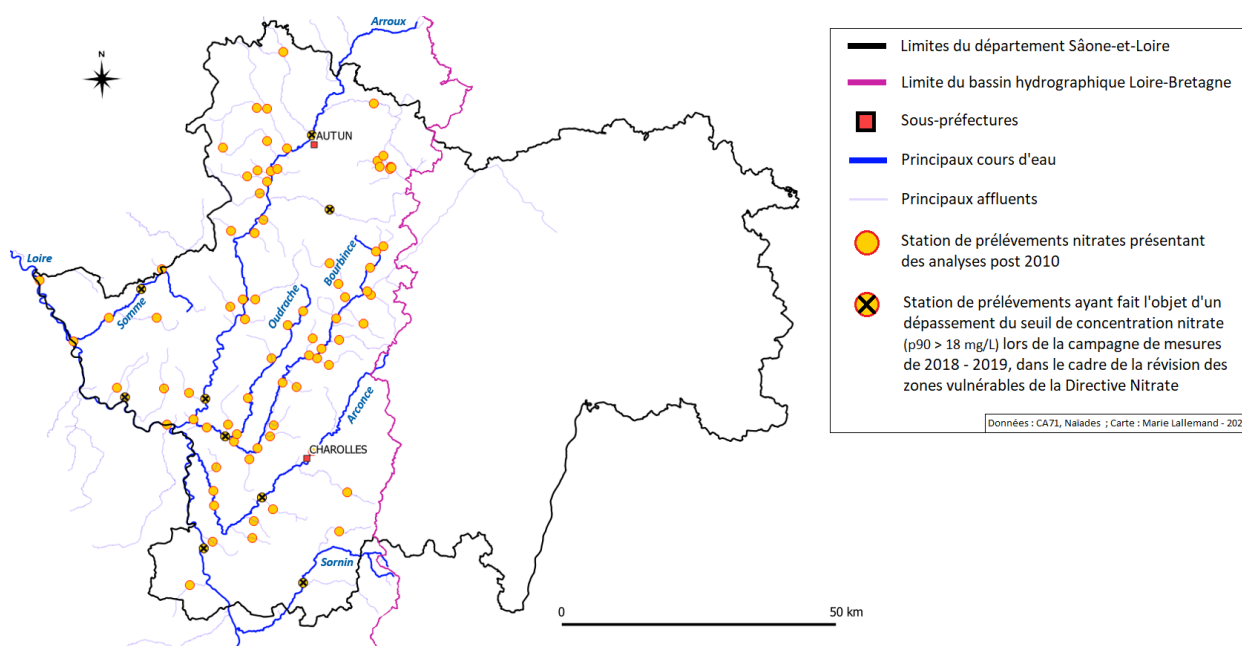 Arroux
N
AUTUN
Loire
Somme
Oudrache
Bourbince
Arconce
CHAROLLES
Sornin
0
50 km
Limites du département Sâone-et-Loire
Limite du bassin hydrographique Loire-Bretagne
Sous-préfectures
Principaux cours d'eau
Principaux affluents
Station de prélévements nitrates présentant
des analyses post 2010
Station de prélévements ayant fait l'objet d'un
dépassement du seuil de concentration nitrate
(p90 > 18 mg/L) lors de la campagne de mesures
de 2018 - 2019, dans le cadre de la révision des
zones vulnérables de la Directive Nitrate
Données : CA71, Naïades ; Carte : Marie Lallemand - 202